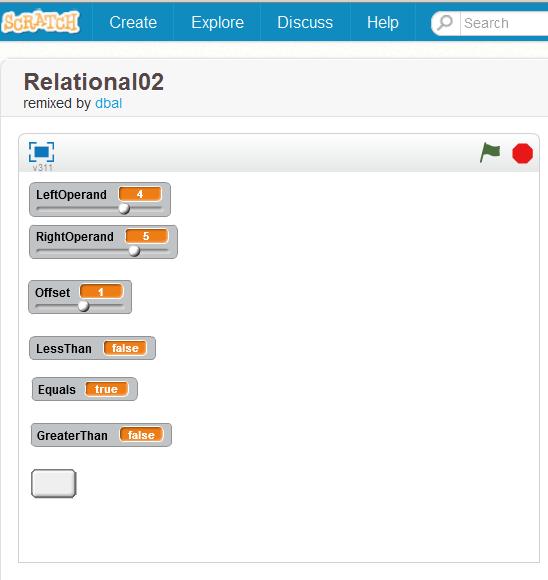 SCRATCH Create Explore Discuss Help Search
Relational02
remixed by dbal
v311
LeftOperand 4
RightOperand 5
Offset 1
LessThan false
Equals true
GreaterThan false